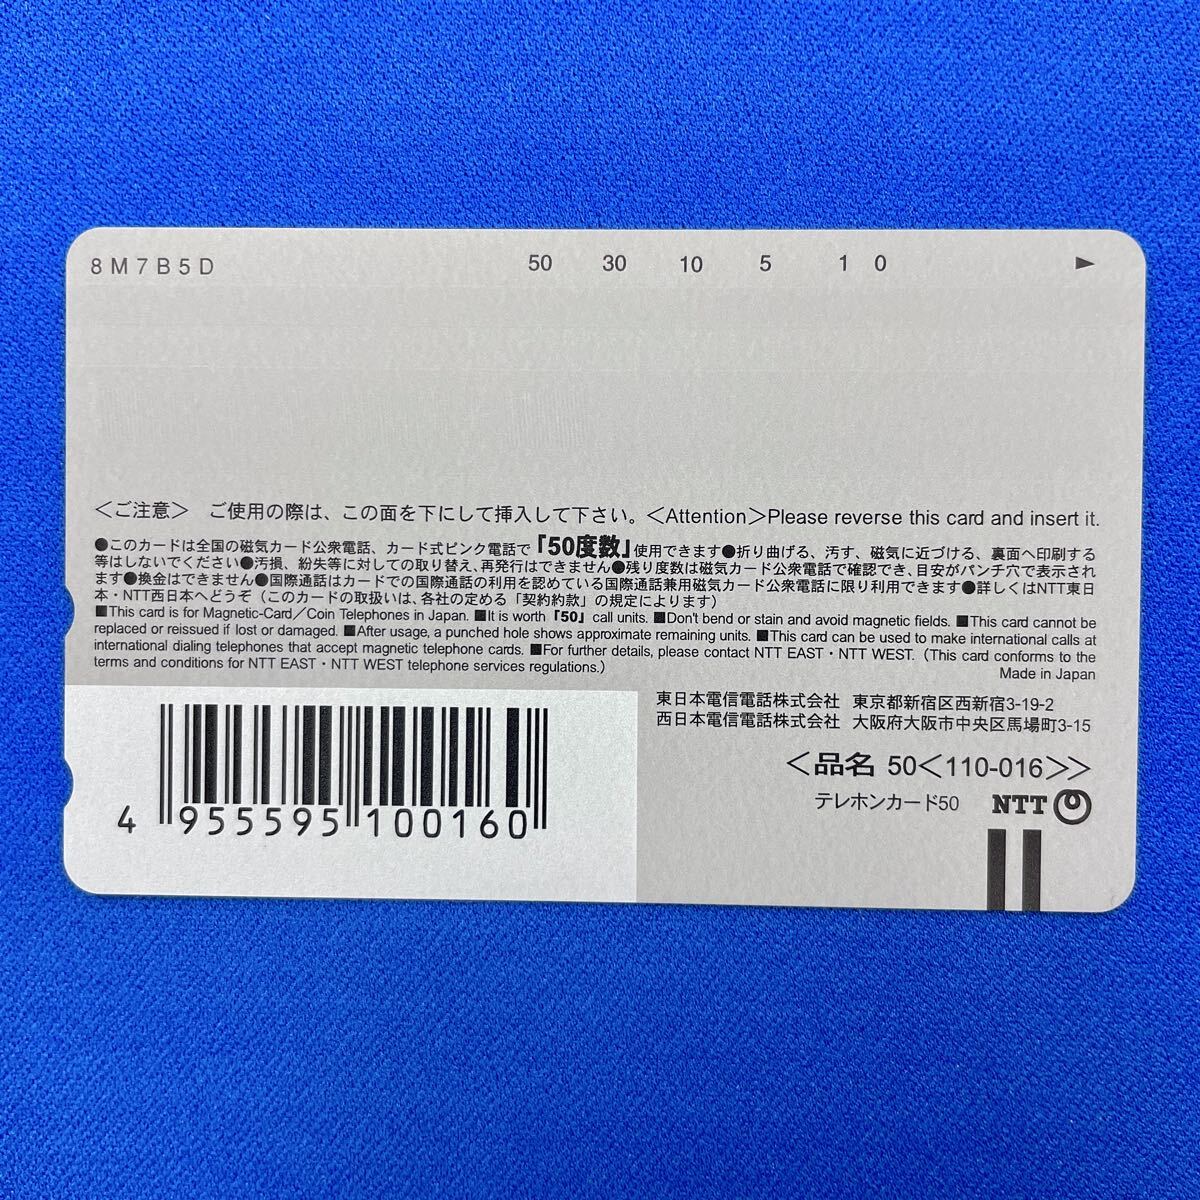 8M7B5D 50 30 10 5 1 0
<ご注意> ご使用の際は、この面を下にして挿入して下さい。<Attention>Please reverse this card and insert it.
●このカードは全国の磁気カード公衆電話、カード式ピンク電話で「50度数」使用できます●折り曲げる、汚す、磁気に近づける、裏面へ印刷する
等はしないでください●汚損、紛失等に対しての取り替え、再発行はできません●残り度数は磁気カード公衆電話で確認でき、目安がパンチ穴で表示され
ます●換金はできません●国際通話はカードでの国際通話の利用を認めている国際通話兼用磁気カード公衆電話に限り利用できます●詳しくはNTT東日
本・NTT西日本へどうぞ(このカードの取扱いは、各社の定める「契約約款」の規定によります)
■This card is for Magnetic-Card/Coin Telephones in Japan. ■It is worth「50」call units. ■Don't bend or stain and avoid magnetic fields. ■This card cannot be
replaced or reissued if lost or damaged. ■After usage, a punched hole shows approximate remaining units. ■This card can be used to make international calls at
international dialing telephones that accept magnetic telephone cards. ■For further details, please contact NTT EAST・NTT WEST. (This card conforms to the
terms and conditions for NTT EAST・NTT WEST telephone services regulations.)
Made in Japan
東日本電信電話株式会社 東京都新宿区西新宿3-19-2
西日本電信電話株式会社 大阪府大阪市中央区馬場町3-15
<品名 50<110-016>>
テレホンカード50 NTT
4 955595 100160